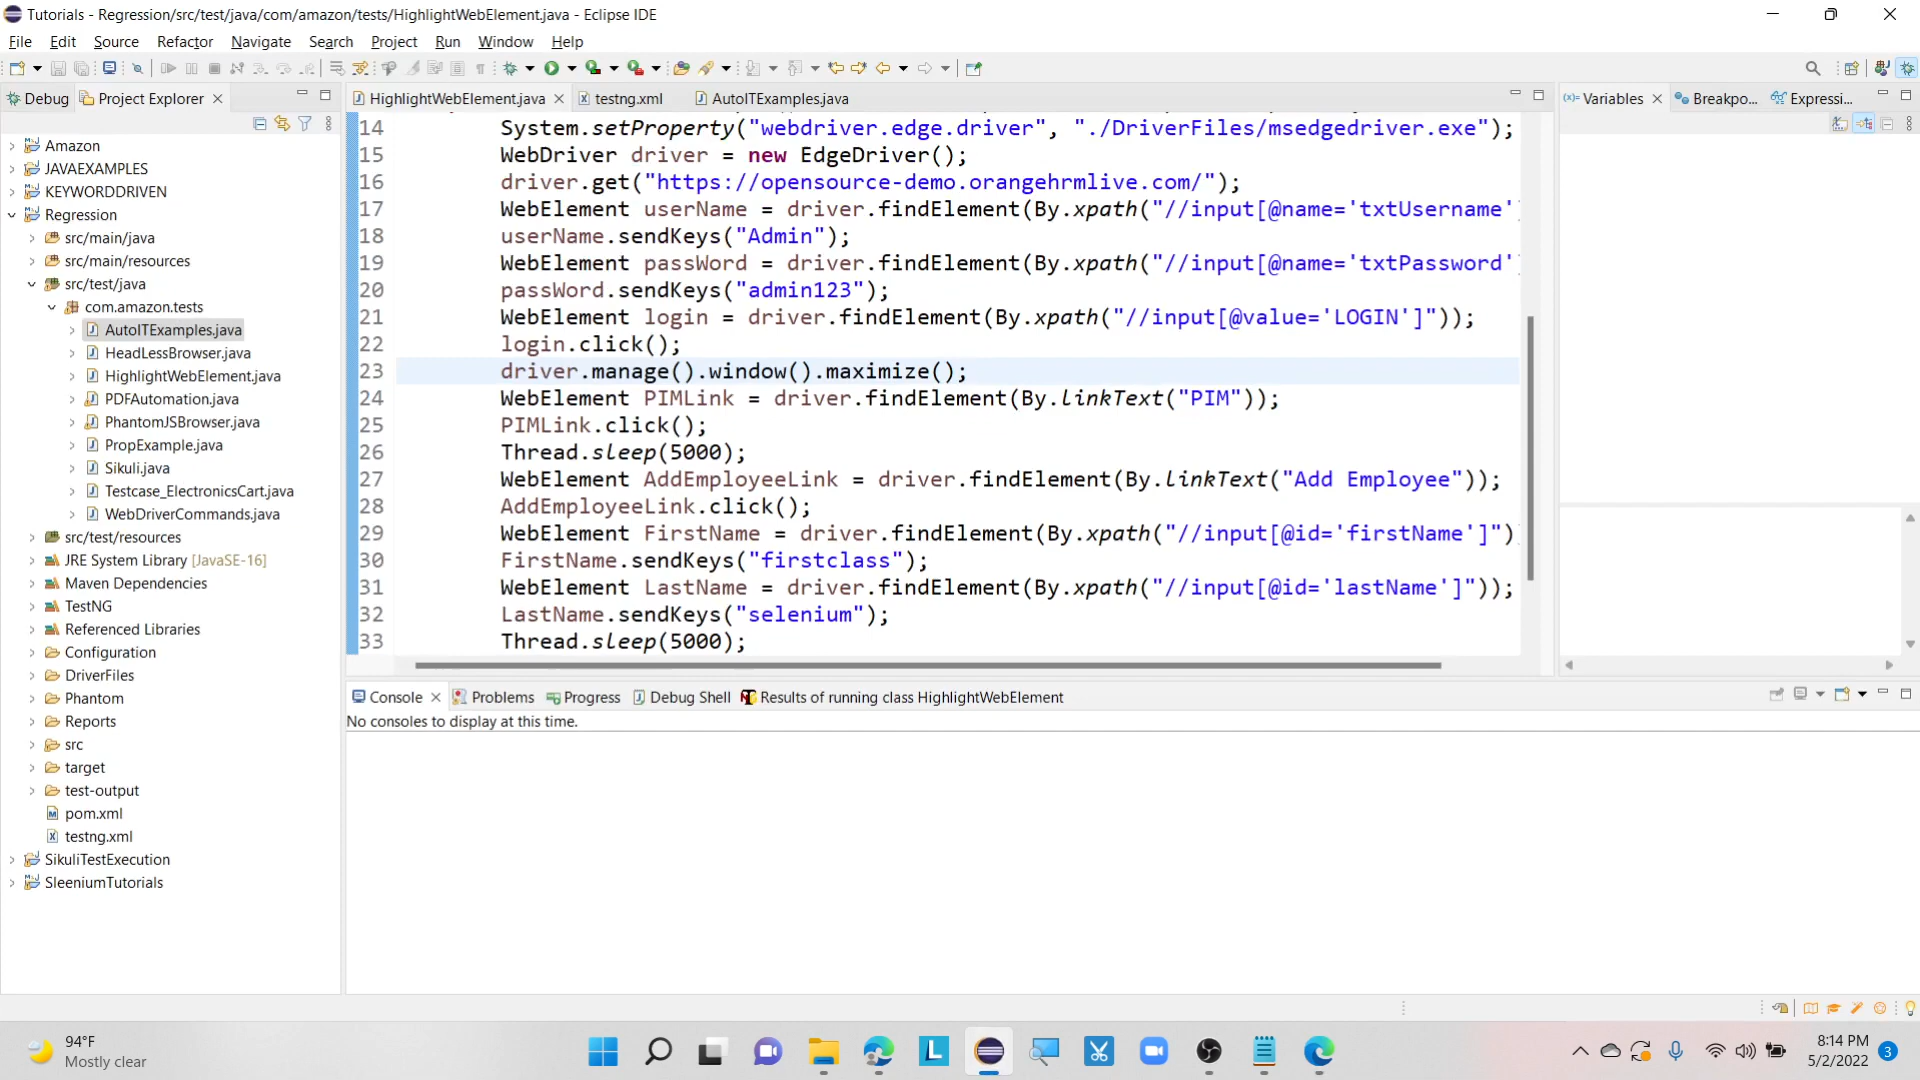 Tutorials - Regression/src/test/java/com/amazon/tests/HighlightWebElement.java - Eclipse IDE
File Edit Source Refactor Navigate Search Project Run Window Help
Debug Project Explorer
HighlightWebElement.java testng.xml AutoITExamples.java
Variables Breakpo... Expressi...
Amazon
JAVAEXAMPLES
KEYWORDDRIVEN
Regression
src/main/java
src/main/resources
src/test/java
com.amazon.tests
AutoITExamples.java
HeadLessBrowser.java
HighlightWebElement.java
PDFAutomation.java
PhantomJSBrowser.java
PropExample.java
Sikuli.java
Testcase_ElectronicsCart.java
WebDriverCommands.java
src/test/resources
JRE System Library [JavaSE-16]
Maven Dependencies
TestNG
Referenced Libraries
Configuration
DriverFiles
Phantom
Reports
src
target
test-output
pom.xml
testng.xml
SikuliTestExecution
SleeniumTutorials
14 System.setProperty("webdriver.edge.driver", "./DriverFiles/msedgedriver.exe");
15 WebDriver driver = new EdgeDriver();
16 driver.get("https://opensource-demo.orangehrmlive.com/");
17 WebElement userName = driver.findElement(By.xpath("//input[@name='txtUsername']
18 userName.sendKeys("Admin");
19 WebElement passWord = driver.findElement(By.xpath("//input[@name='txtPassword']
20 passWord.sendKeys("admin123");
21 WebElement login = driver.findElement(By.xpath("//input[@value='LOGIN']"));
22 login.click();
23 driver.manage().window().maximize();
24 WebElement PIMLink = driver.findElement(By.linkText("PIM"));
25 PIMLink.click();
26 Thread.sleep(5000);
27 WebElement AddEmployeeLink = driver.findElement(By.linkText("Add Employee"));
28 AddEmployeeLink.click();
29 WebElement FirstName = driver.findElement(By.xpath("//input[@id='firstName']")
30 FirstName.sendKeys("firstclass");
31 WebElement LastName = driver.findElement(By.xpath("//input[@id='lastName']"));
32 LastName.sendKeys("selenium");
33 Thread.sleep(5000);
Console Problems Progress Debug Shell Results of running class HighlightWebElement
No consoles to display at this time.
94°F
Mostly clear
8:14 PM
5/2/2022
3